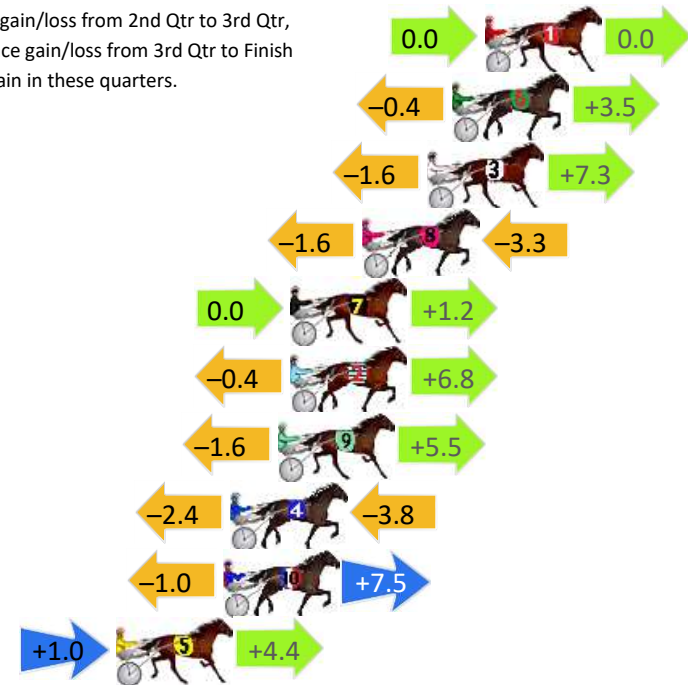 gain/loss from 2nd Qtr to 3rd Qtr,
ce gain/loss from 3rd Qtr to Finish
ain in these quarters.
0.0 1 0.0
–0.4 +3.5
–1.6 3 +7.3
–1.6 8 –3.3
0.0 7 +1.2
–0.4 +6.8
–1.6 9 +5.5
–2.4 4 –3.8
–1.0 10 +7.5
+1.0 5 +4.4